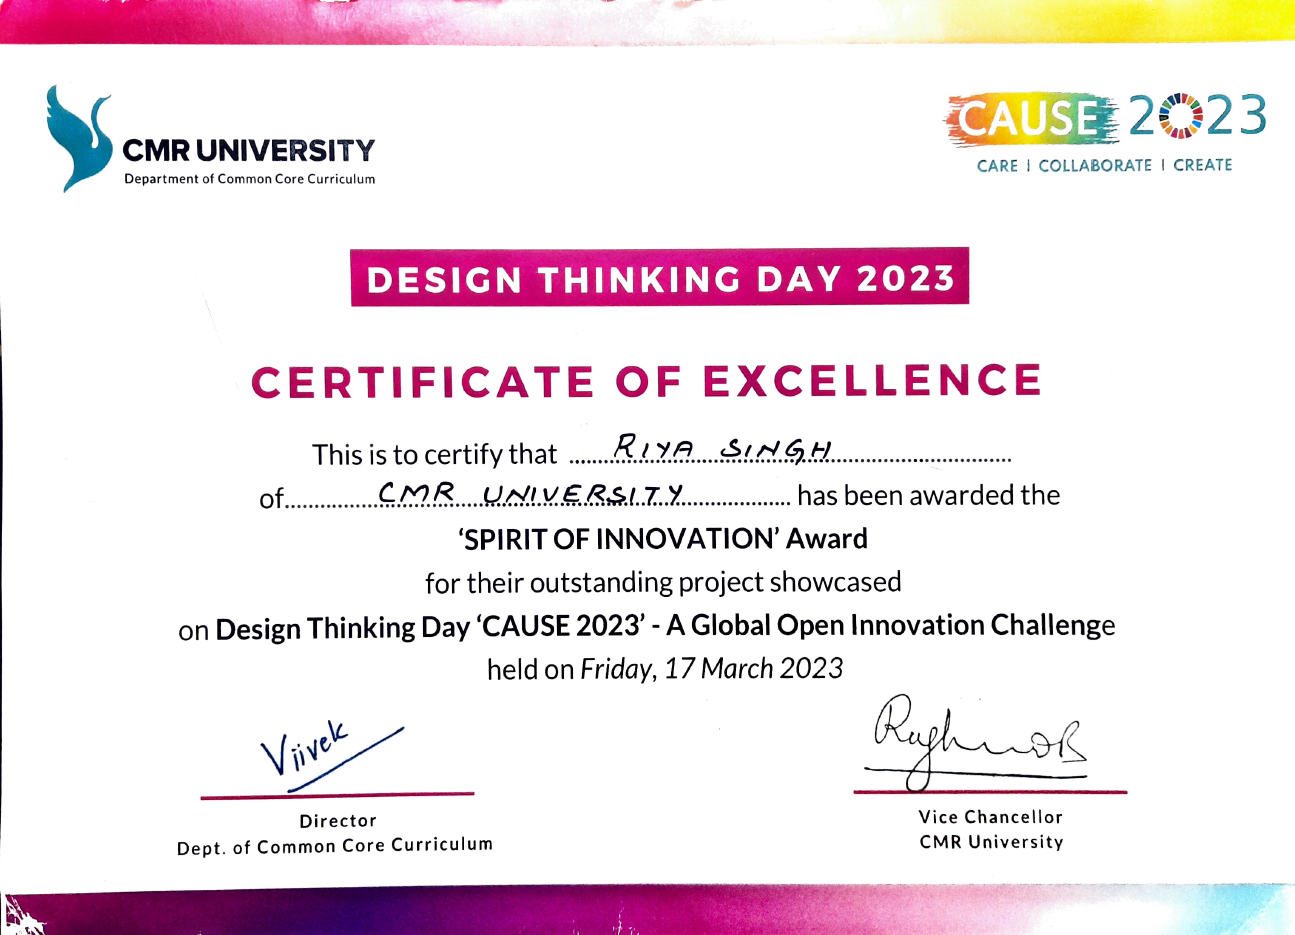 CMR UNIVERSITY
Department of Common Core Curriculum
CAUSE 2023
CARE | COLLABORATE | CREATE
DESIGN THINKING DAY 2023
CERTIFICATE OF EXCELLENCE
This is to certify that ........RIYA SINGH........
of........CMR UNIVERSITY........ has been awarded the
‘SPIRIT OF INNOVATION’ Award
for their outstanding project showcased
on Design Thinking Day ‘CAUSE 2023’ - A Global Open Innovation Challenge
held on Friday, 17 March 2023
Viivek
Director
Dept. of Common Core Curriculum
Vice Chancellor
CMR University